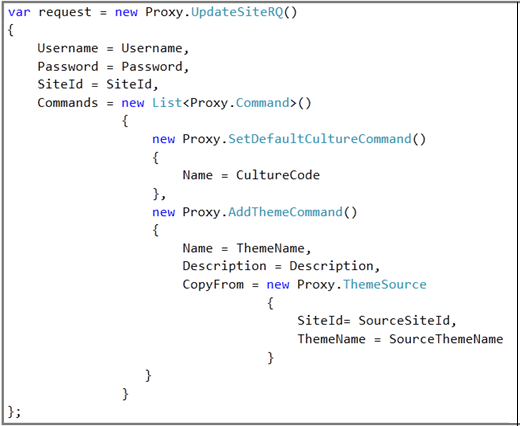 var request = new Proxy.UpdateSiteRQ()
{
    Username = Username,
    Password = Password,
    SiteId = SiteId,
    Commands = new List<Proxy.Command>()
               {
                   new Proxy.SetDefaultCultureCommand()
                   {
                       Name = CultureCode
                   },
                   new Proxy.AddThemeCommand()
                   {
                       Name = ThemeName,
                       Description = Description,
                       CopyFrom = new Proxy.ThemeSource
                                  {
                                      SiteId= SourceSiteId,
                                      ThemeName = SourceThemeName
                                  }
                  }
               }
};